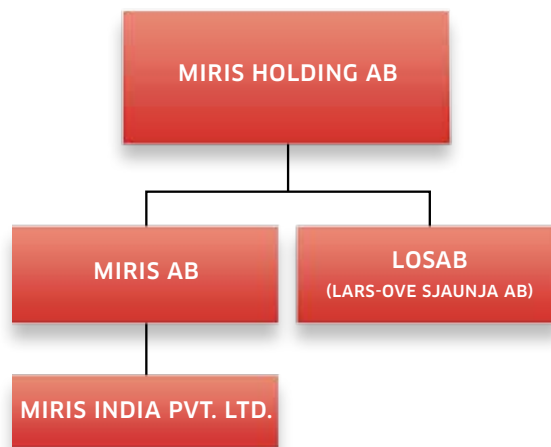 MIRIS HOLDING AB
MIRIS AB
LOSAB
(LARS-OVE SJAUNJA AB)
MIRIS INDIA PVT. LTD.